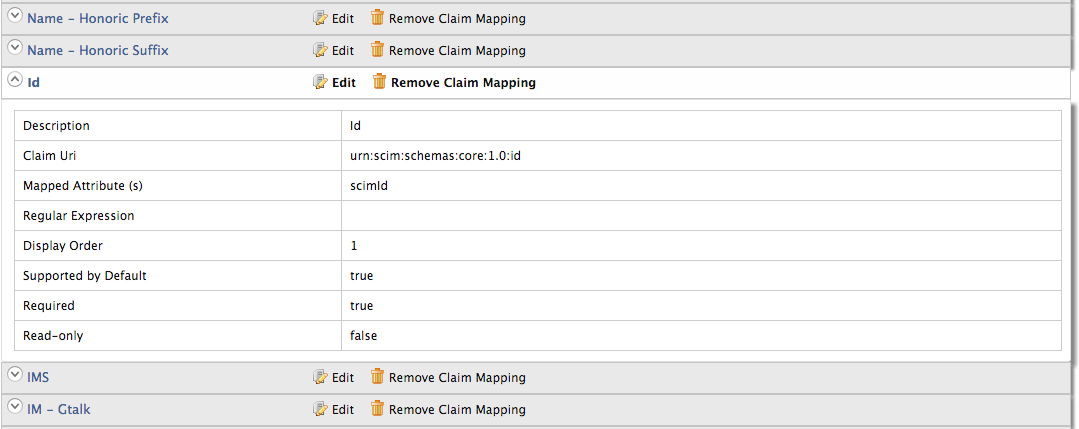 Name - Honoric Prefix Edit Remove Claim Mapping
Name - Honoric Suffix Edit Remove Claim Mapping
Id Edit Remove Claim Mapping
Description Id
Claim Uri urn:scim:schemas:core:1.0:id
Mapped Attribute (s) scimId
Regular Expression
Display Order 1
Supported by Default true
Required true
Read-only false
IMS Edit Remove Claim Mapping
IM - Gtalk Edit Remove Claim Mapping